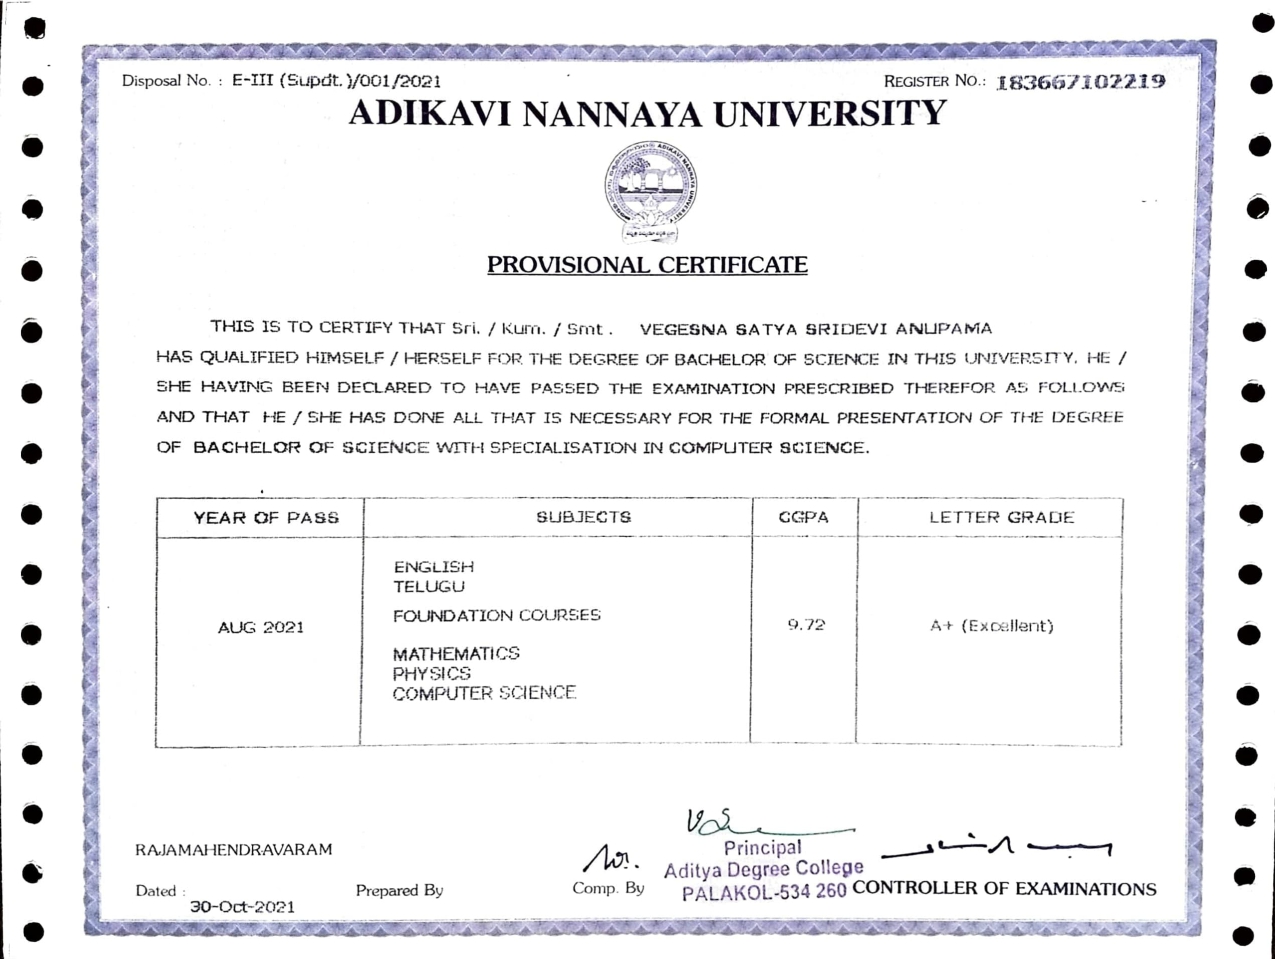 Disposal No. : E-III (Supdt.)/001/2021
REGISTER NO.: 183667102219
ADIKAVI NANNAYA UNIVERSITY
PROVISIONAL CERTIFICATE
THIS IS TO CERTIFY THAT Sri. / Kum. / Smt. VEGESNA SATYA SRIDEVI ANUPAMA
HAS QUALIFIED HIMSELF / HERSELF FOR THE DEGREE OF BACHELOR OF SCIENCE IN THIS UNIVERSITY. HE /
SHE HAVING BEEN DECLARED TO HAVE PASSED THE EXAMINATION PRESCRIBED THEREFOR AS FOLLOWS
AND THAT HE / SHE HAS DONE ALL THAT IS NECESSARY FOR THE FORMAL PRESENTATION OF THE DEGREE
OF BACHELOR OF SCIENCE WITH SPECIALISATION IN COMPUTER SCIENCE.
YEAR OF PASS SUBJECTS CGPA LETTER GRADE
ENGLISH
TELUGU
FOUNDATION COURSES
AUG 2021 9.72 A+ (Excellent)
MATHEMATICS
PHYSICS
COMPUTER SCIENCE
RAJAMAHENDRAVARAM
Principal
Aditya Degree College
PALAKOL-534 260
Dated :
30-Oct-2021
Prepared By
Comp. By
CONTROLLER OF EXAMINATIONS